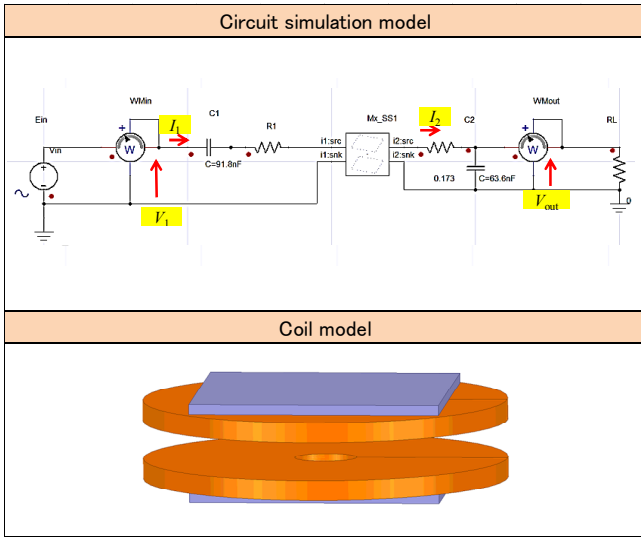 Circuit simulation model
WMin
I1
C1
R1
Mx_SS1
I2
C2
WMout
RL
Ein
Vin
+
W
C=91.8nF
i1:src
i1:snk
i2:src
i2:snk
0.173
C=63.6nF
+
W
V1
Vout
0
Coil model